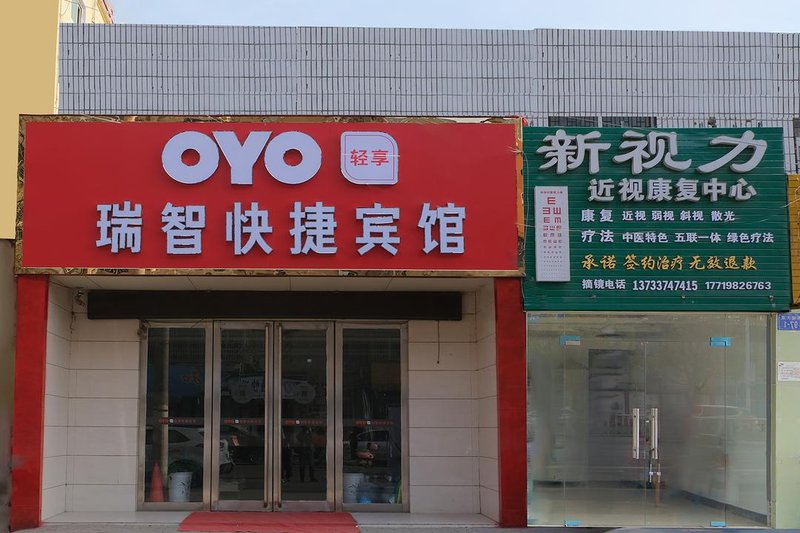 OYO 轻享
瑞智快捷宾馆
新视力
近视康复中心
康复 近视 弱视 斜视 散光
疗法 中医特色 五联一体 绿色疗法
承诺 签约治疗 无效退款
摘镜电话 13733747415 17719826763